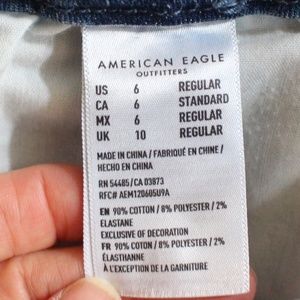 AMERICAN EAGLE
OUTFITTERS
US 6 REGULAR
CA 6 STANDARD
MX 6 REGULAR
UK 10 REGULAR
MADE IN CHINA / FABRIQUÉ EN CHINE /
HECHO EN CHINA
RN 54485/CA 03873
RFC# AEM120605U9A
EN 90% COTTON / 8% POLYESTER / 2%
ELASTANE
EXCLUSIVE OF DECORATION
FR 90% COTON / 8% POLYESTER / 2%
ÉLASTHANNE
À L'EXCEPTION DE LA GARNITURE